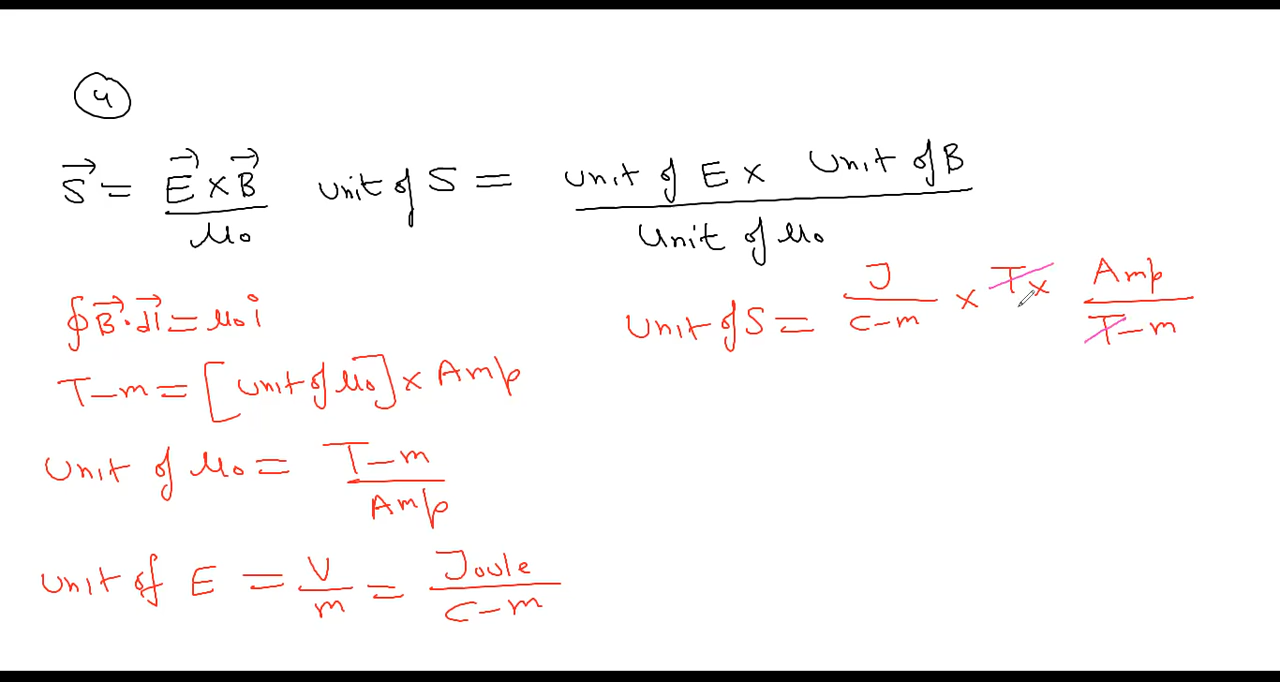 4
S⃗ = (E⃗ × B⃗) / μ₀   Unit of S = (Unit of E × Unit of B) / (Unit of μ₀)
∮B⃗·dl⃗ = μ₀i
T-m = [Unit of μ₀] × Amp
Unit of μ₀ = T-m / Amp
Unit of E = V / m = Joule / C-m
Unit of S = J / C-m × T × Amp / T-m